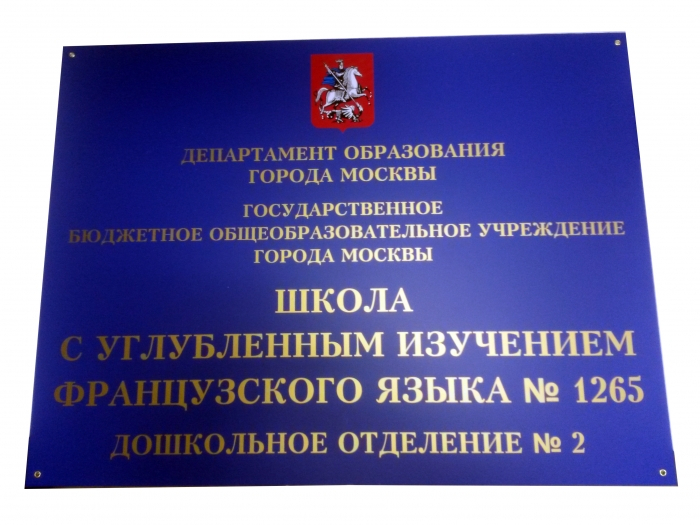 ДЕПАРТАМЕНТ ОБРАЗОВАНИЯ
ГОРОДА МОСКВЫ
ГОСУДАРСТВЕННОЕ
БЮДЖЕТНОЕ ОБЩЕОБРАЗОВАТЕЛЬНОЕ УЧРЕЖДЕНИЕ
ГОРОДА МОСКВЫ
ШКОЛА
С УГЛУБЛЕННЫМ ИЗУЧЕНИЕМ
ФРАНЦУЗСКОГО ЯЗЫКА № 1265
ДОШКОЛЬНОЕ ОТДЕЛЕНИЕ № 2